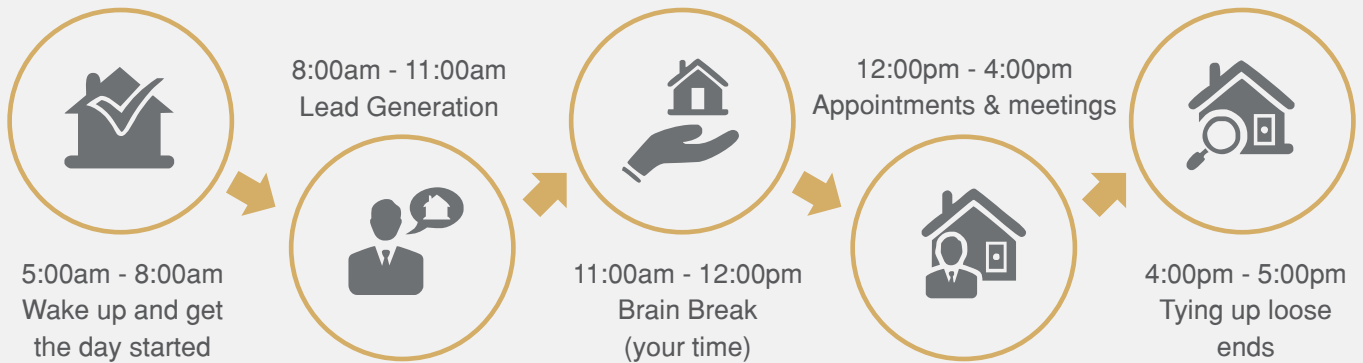 5:00am - 8:00am
Wake up and get
the day started
8:00am - 11:00am
Lead Generation
11:00am - 12:00pm
Brain Break
(your time)
12:00pm - 4:00pm
Appointments & meetings
4:00pm - 5:00pm
Tying up loose
ends